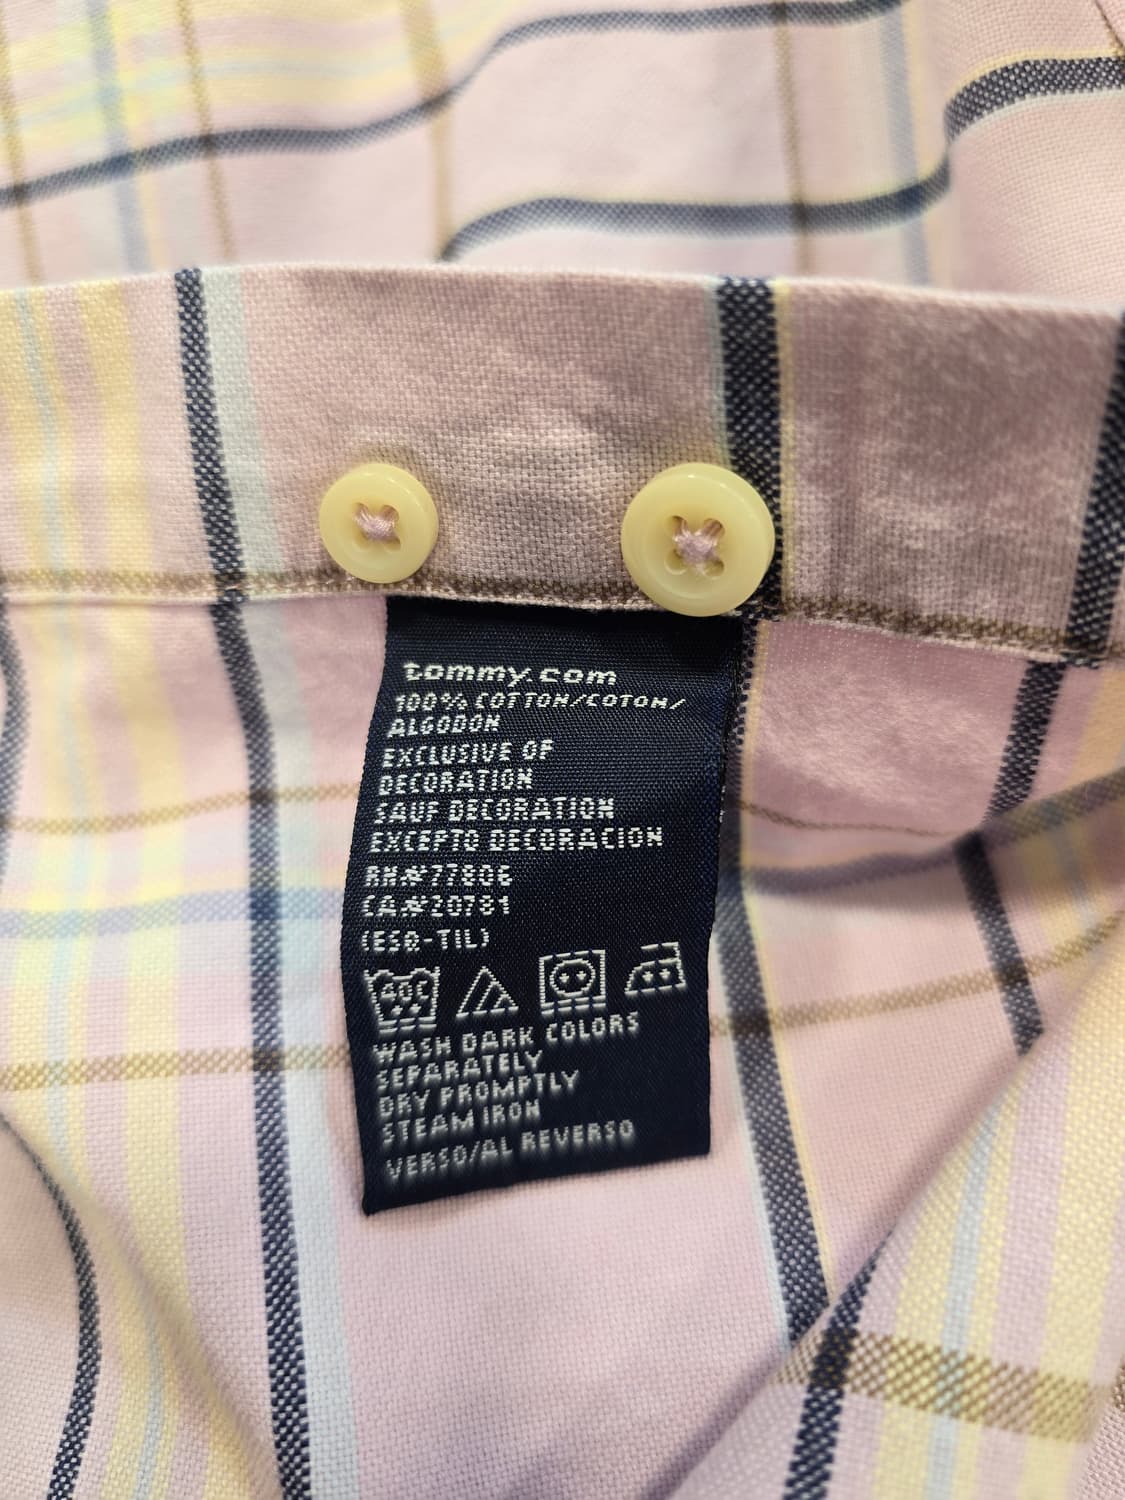 tommy.com
100% COTTON/COTON/
ALGODON
EXCLUSIVE OF
DECORATION
SAUF DECORATION
EXCEPTO DECORACION
RN#77806
CA#20781
(ESQ-TIL)
40C
WASH DARK COLORS
SEPARATELY
DRY PROMPTLY
STEAM IRON
VERSO/AL REVERSO